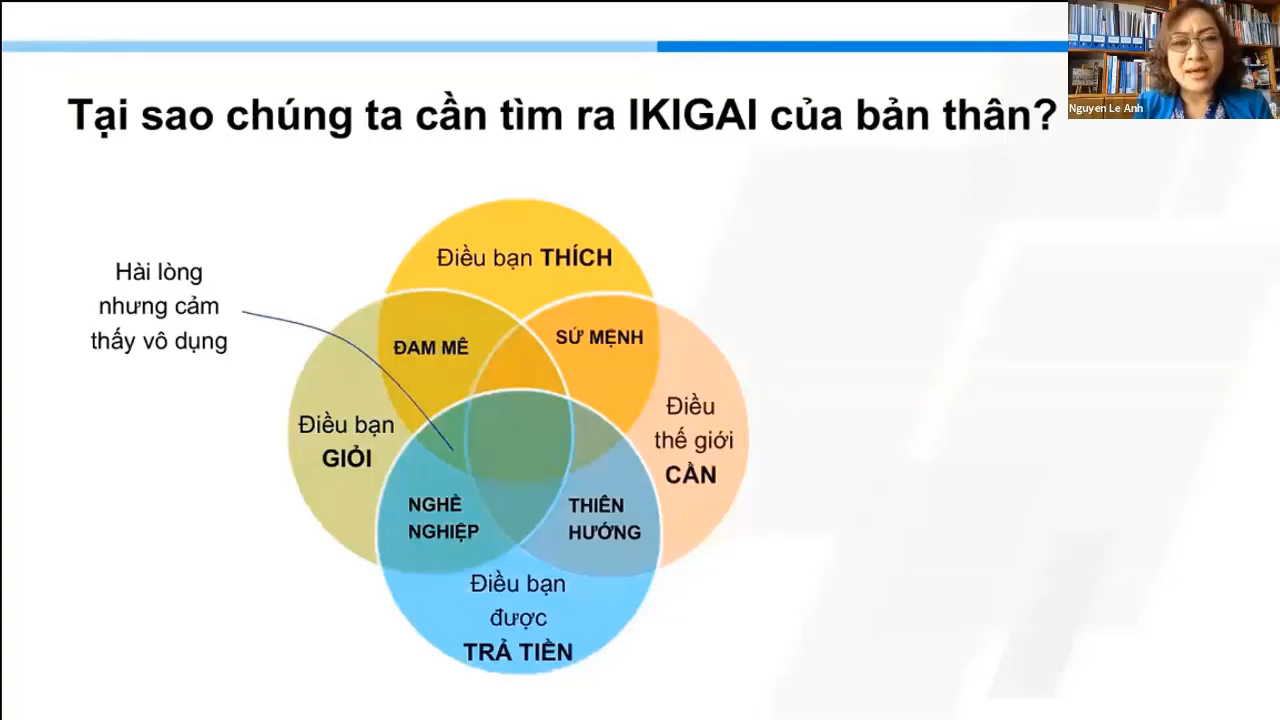 Tại sao chúng ta cần tìm ra IKIGAI của bản thân?
Nguyen Le Anh
Hài lòng
nhưng cảm
thấy vô dụng
Điều bạn THÍCH
ĐAM MÊ
SỨ MỆNH
Điều bạn
GIỎI
Điều
thế giới
CẦN
NGHỀ
NGHIỆP
THIÊN
HƯỚNG
Điều bạn
được
TRẢ TIỀN